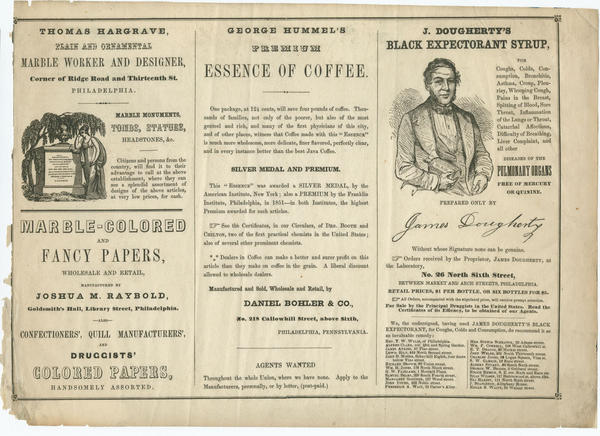 THOMAS HARGRAVE,
PLAIN AND ORNAMENTAL
MARBLE WORKER AND DESIGNER,
Corner of Ridge Road and Thirteenth St.
PHILADELPHIA.
MARBLE MONUMENTS,
TOMBS, STATUES,
HEADSTONES, &c.
Citizens and persons from the
country, will find it to their
advantage to call at the above
establishment, where they can
see a splendid assortment of
designs of the above articles,
at very low prices, for cash.
MARBLE-COLORED
AND
FANCY PAPERS,
WHOLESALE AND RETAIL,
MANUFACTURED BY
JOSHUA M. RAYBOLD,
Goldsmith's Hall, Library Street, Philadelphia.
ALSO
CONFECTIONERS', QUILL MANUFACTURERS',
AND
DRUGGISTS'
COLORED PAPERS,
HANDSOMELY ASSORTED.
GEORGE HUMMEL'S
PREMIUM
ESSENCE OF COFFEE.
One package, at 12½ cents, will save four pounds of coffee. Thou-
sands of families, not only of the poorer, but also of the most
genteel and rich, and many of the first physicians of this city,
and of other places, witness that Coffee made with this "ESSENCE"
is much more wholesome, more delicate, finer flavored, perfectly clear,
and in every instance better than the best Java Coffee.
SILVER MEDAL AND PREMIUM.
This "ESSENCE" was awarded a SILVER MEDAL, by the
American Institute, New York; also a PREMIUM by the Franklin
Institute, Philadelphia, in 1851—in both Institutes, the highest
Premium awarded for such articles.
☞ See the Certificates, in our Circulars, of DRS. BOOTH and
CHILTON, two of the first practical chemists in the United States;
also of several other prominent chemists.
*** Dealers in Coffee can make a better and surer profit on this
article than they make on coffee in the grain. A liberal discount
allowed to wholesale dealers.
Manufactured and Sold, Wholesale and Retail, by
DANIEL BOHLER & CO.,
No. 218 Callowhill Street, above Sixth,
PHILADELPHIA, PENNSYLVANIA.
AGENTS WANTED
Throughout the whole Union, where we have none. Apply to the
Manufacturers, personally, or by letter, (post-paid.)
J. DOUGHERTY'S
BLACK EXPECTORANT SYRUP,
FOR
Coughs, Colds, Con-
sumption, Bronchitis,
Asthma, Croup, Pleu-
risy, Whooping Cough,
Pains in the Breast,
Spitting of Blood, Sore
Throat, Inflammation
of the Lungs or Throat,
Catarrhal Affections,
Difficulty of Breathing,
Liver Complaint, and
all other
DISEASES OF THE
PULMONARY ORGANS
FREE OF MERCURY
OR QUININE.
PREPARED ONLY BY
James Dougherty
Without whose Signature none can be genuine.
☞ Orders received by the Proprietor, JAMES DOUGHERTY, at
the Laboratory,
No. 26 North Sixth Street,
BETWEEN MARKET AND ARCH STREETS, PHILADELPHIA.
RETAIL PRICES, $1 PER BOTTLE, OR SIX BOTTLES FOR $5.
☞ All Orders, accompanied with the stipulated price, will receive prompt attention.
For Sale by the Principal Druggists in the United States. Read the
Certificates of its Efficacy, to be obtained of our Agents.
We, the undersigned, having used JAMES DOUGHERTY'S BLACK
EXPECTORANT, for Coughs, Colds and Consumption, do recommend it as
an invaluable remedy: